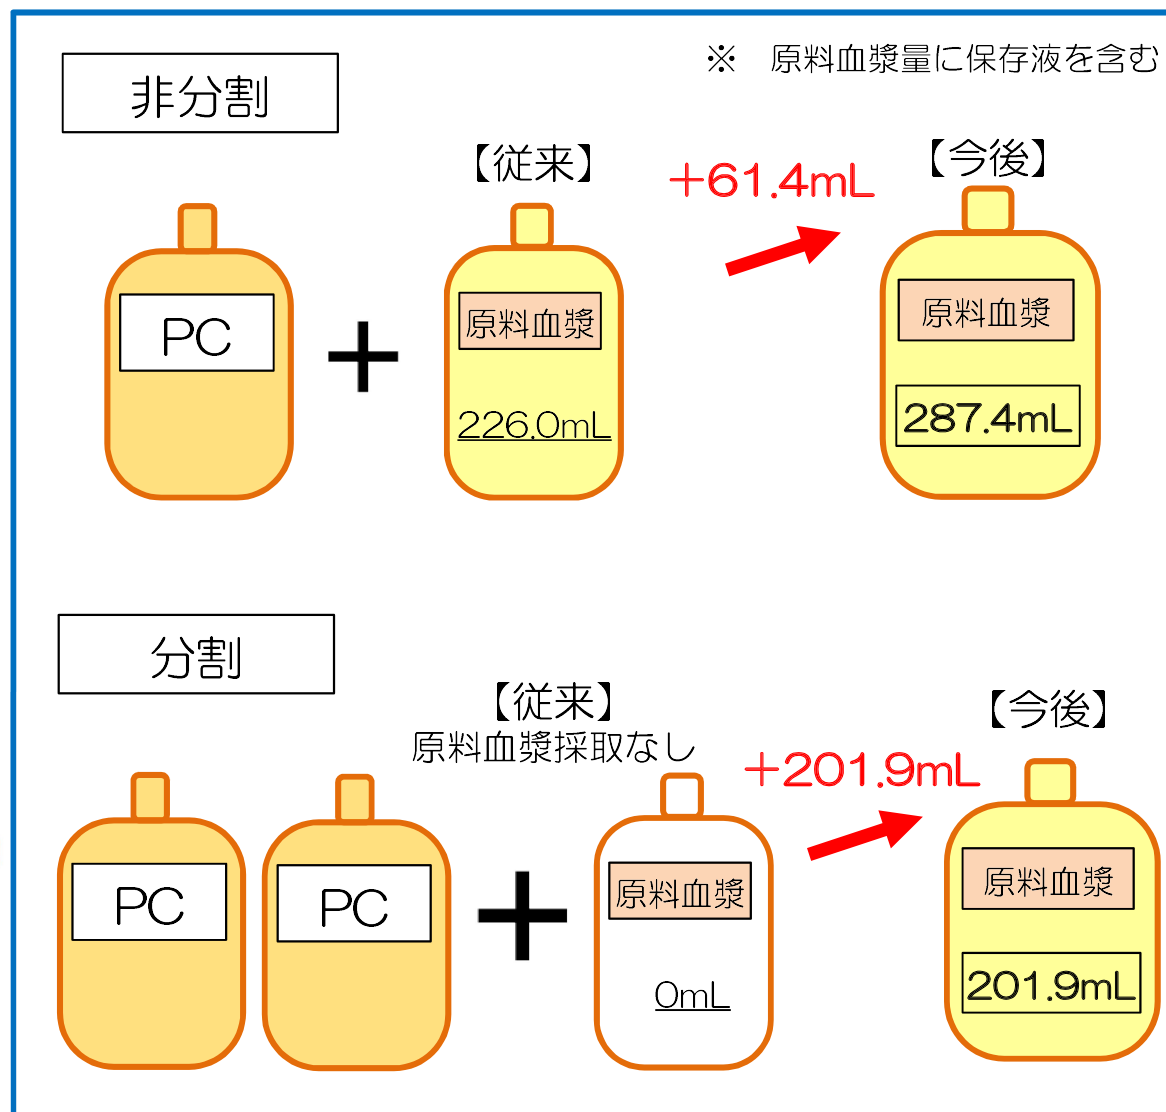 ※　原料血漿量に保存液を含む
非分割
【従来】
+61.4mL
【今後】
PC
+
原料血漿
226.0mL
原料血漿
287.4mL
分割
【従来】
原料血漿採取なし
+201.9mL
【今後】
PC
PC
+
原料血漿
0mL
原料血漿
201.9mL